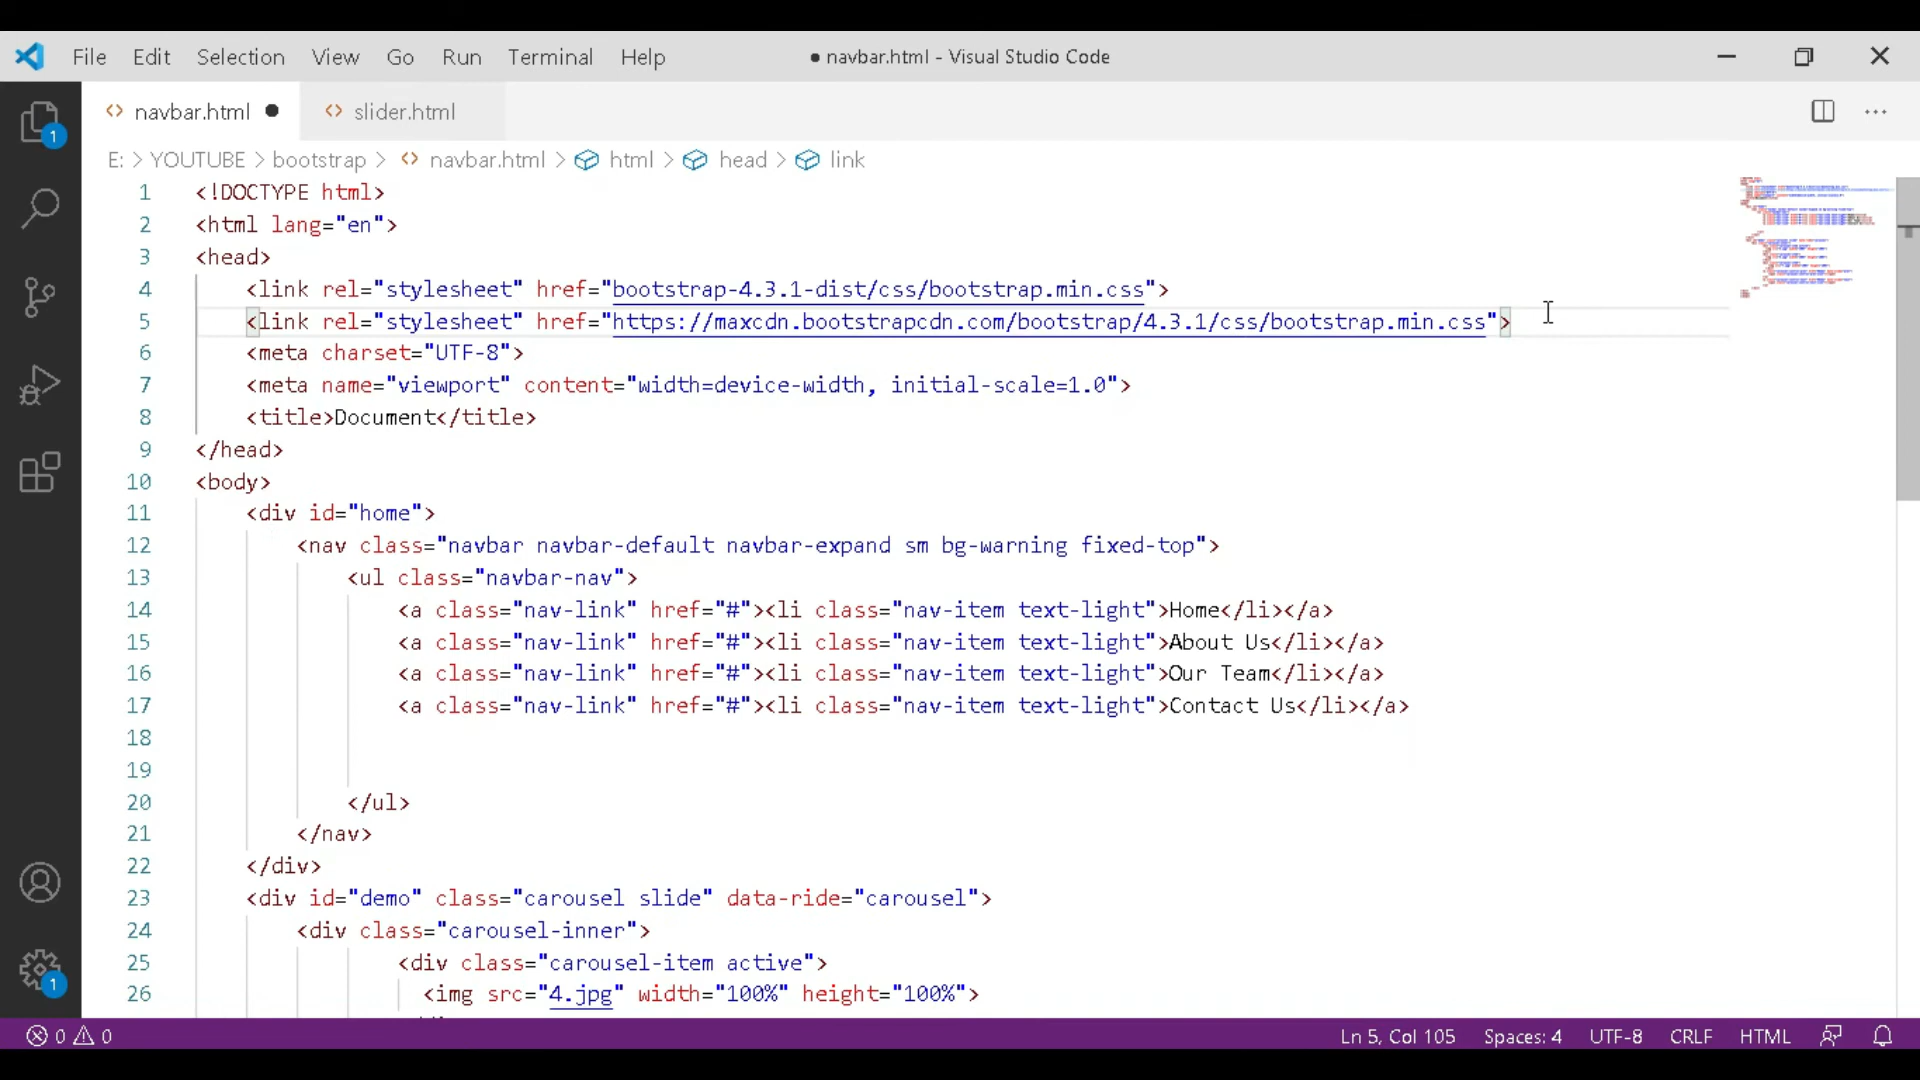 File Edit Selection View Go Run Terminal Help ● navbar.html - Visual Studio Code
navbar.html ● slider.html
E: > YOUTUBE > bootstrap > navbar.html > html > head > link
1 <!DOCTYPE html>
2 <html lang="en">
3 <head>
4 <link rel="stylesheet" href="bootstrap-4.3.1-dist/css/bootstrap.min.css">
5 <link rel="stylesheet" href="https://maxcdn.bootstrapcdn.com/bootstrap/4.3.1/css/bootstrap.min.css">
6 <meta charset="UTF-8">
7 <meta name="viewport" content="width=device-width, initial-scale=1.0">
8 <title>Document</title>
9 </head>
10 <body>
11 <div id="home">
12 <nav class="navbar navbar-default navbar-expand sm bg-warning fixed-top">
13 <ul class="navbar-nav">
14 <a class="nav-link" href="#"><li class="nav-item text-light">Home</li></a>
15 <a class="nav-link" href="#"><li class="nav-item text-light">About Us</li></a>
16 <a class="nav-link" href="#"><li class="nav-item text-light">Our Team</li></a>
17 <a class="nav-link" href="#"><li class="nav-item text-light">Contact Us</li></a>
18
19
20 </ul>
21 </nav>
22 </div>
23 <div id="demo" class="carousel slide" data-ride="carousel">
24 <div class="carousel-inner">
25 <div class="carousel-item active">
26 <img src="4.jpg" width="100%" height="100%">
1
1
0 0 Ln 5, Col 105 Spaces: 4 UTF-8 CRLF HTML